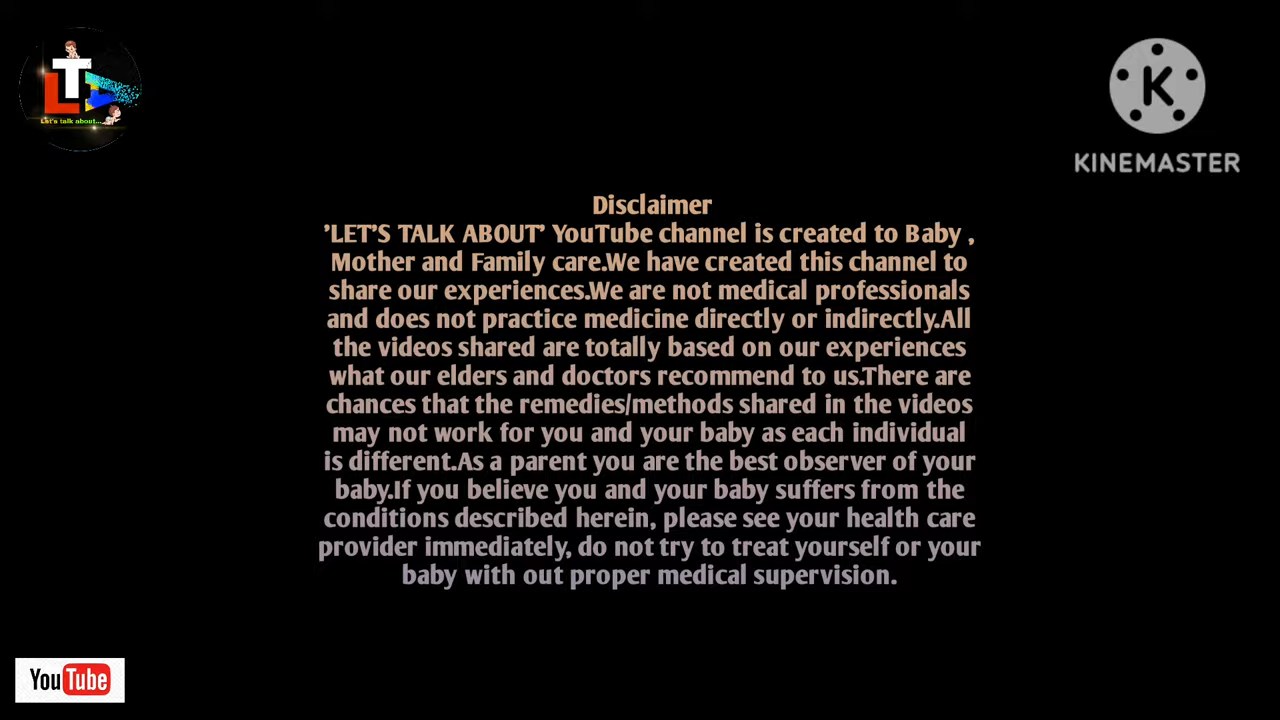 LTA
Let's talk about...
K
KINEMASTER
Disclaimer
'LET'S TALK ABOUT' YouTube channel is created to Baby ,
Mother and Family care.We have created this channel to
share our experiences.We are not medical professionals
and does not practice medicine directly or indirectly.All
the videos shared are totally based on our experiences
what our elders and doctors recommend to us.There are
chances that the remedies/methods shared in the videos
may not work for you and your baby as each individual
is different.As a parent you are the best observer of your
baby.If you believe you and your baby suffers from the
conditions described herein, please see your health care
provider immediately, do not try to treat yourself or your
baby with out proper medical supervision.
YouTube